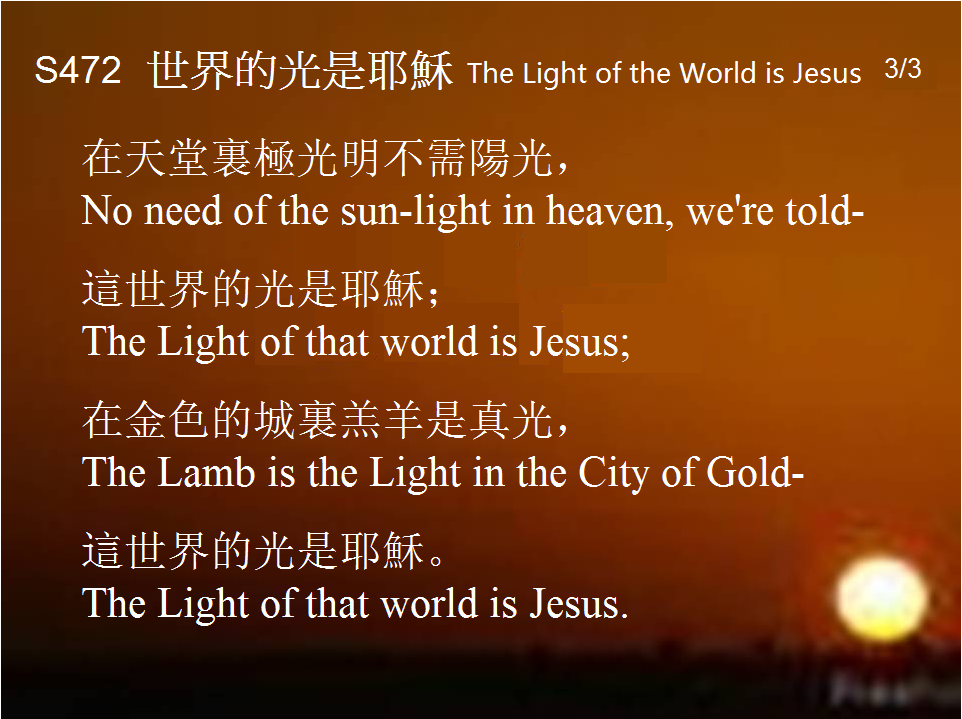 S472 世界的光是耶穌 The Light of the World is Jesus 3/3
在天堂裏極光明不需陽光，
No need of the sun-light in heaven, we're told-
這世界的光是耶穌；
The Light of that world is Jesus;
在金色的城裏羔羊是真光，
The Lamb is the Light in the City of Gold-
這世界的光是耶穌。
The Light of that world is Jesus.